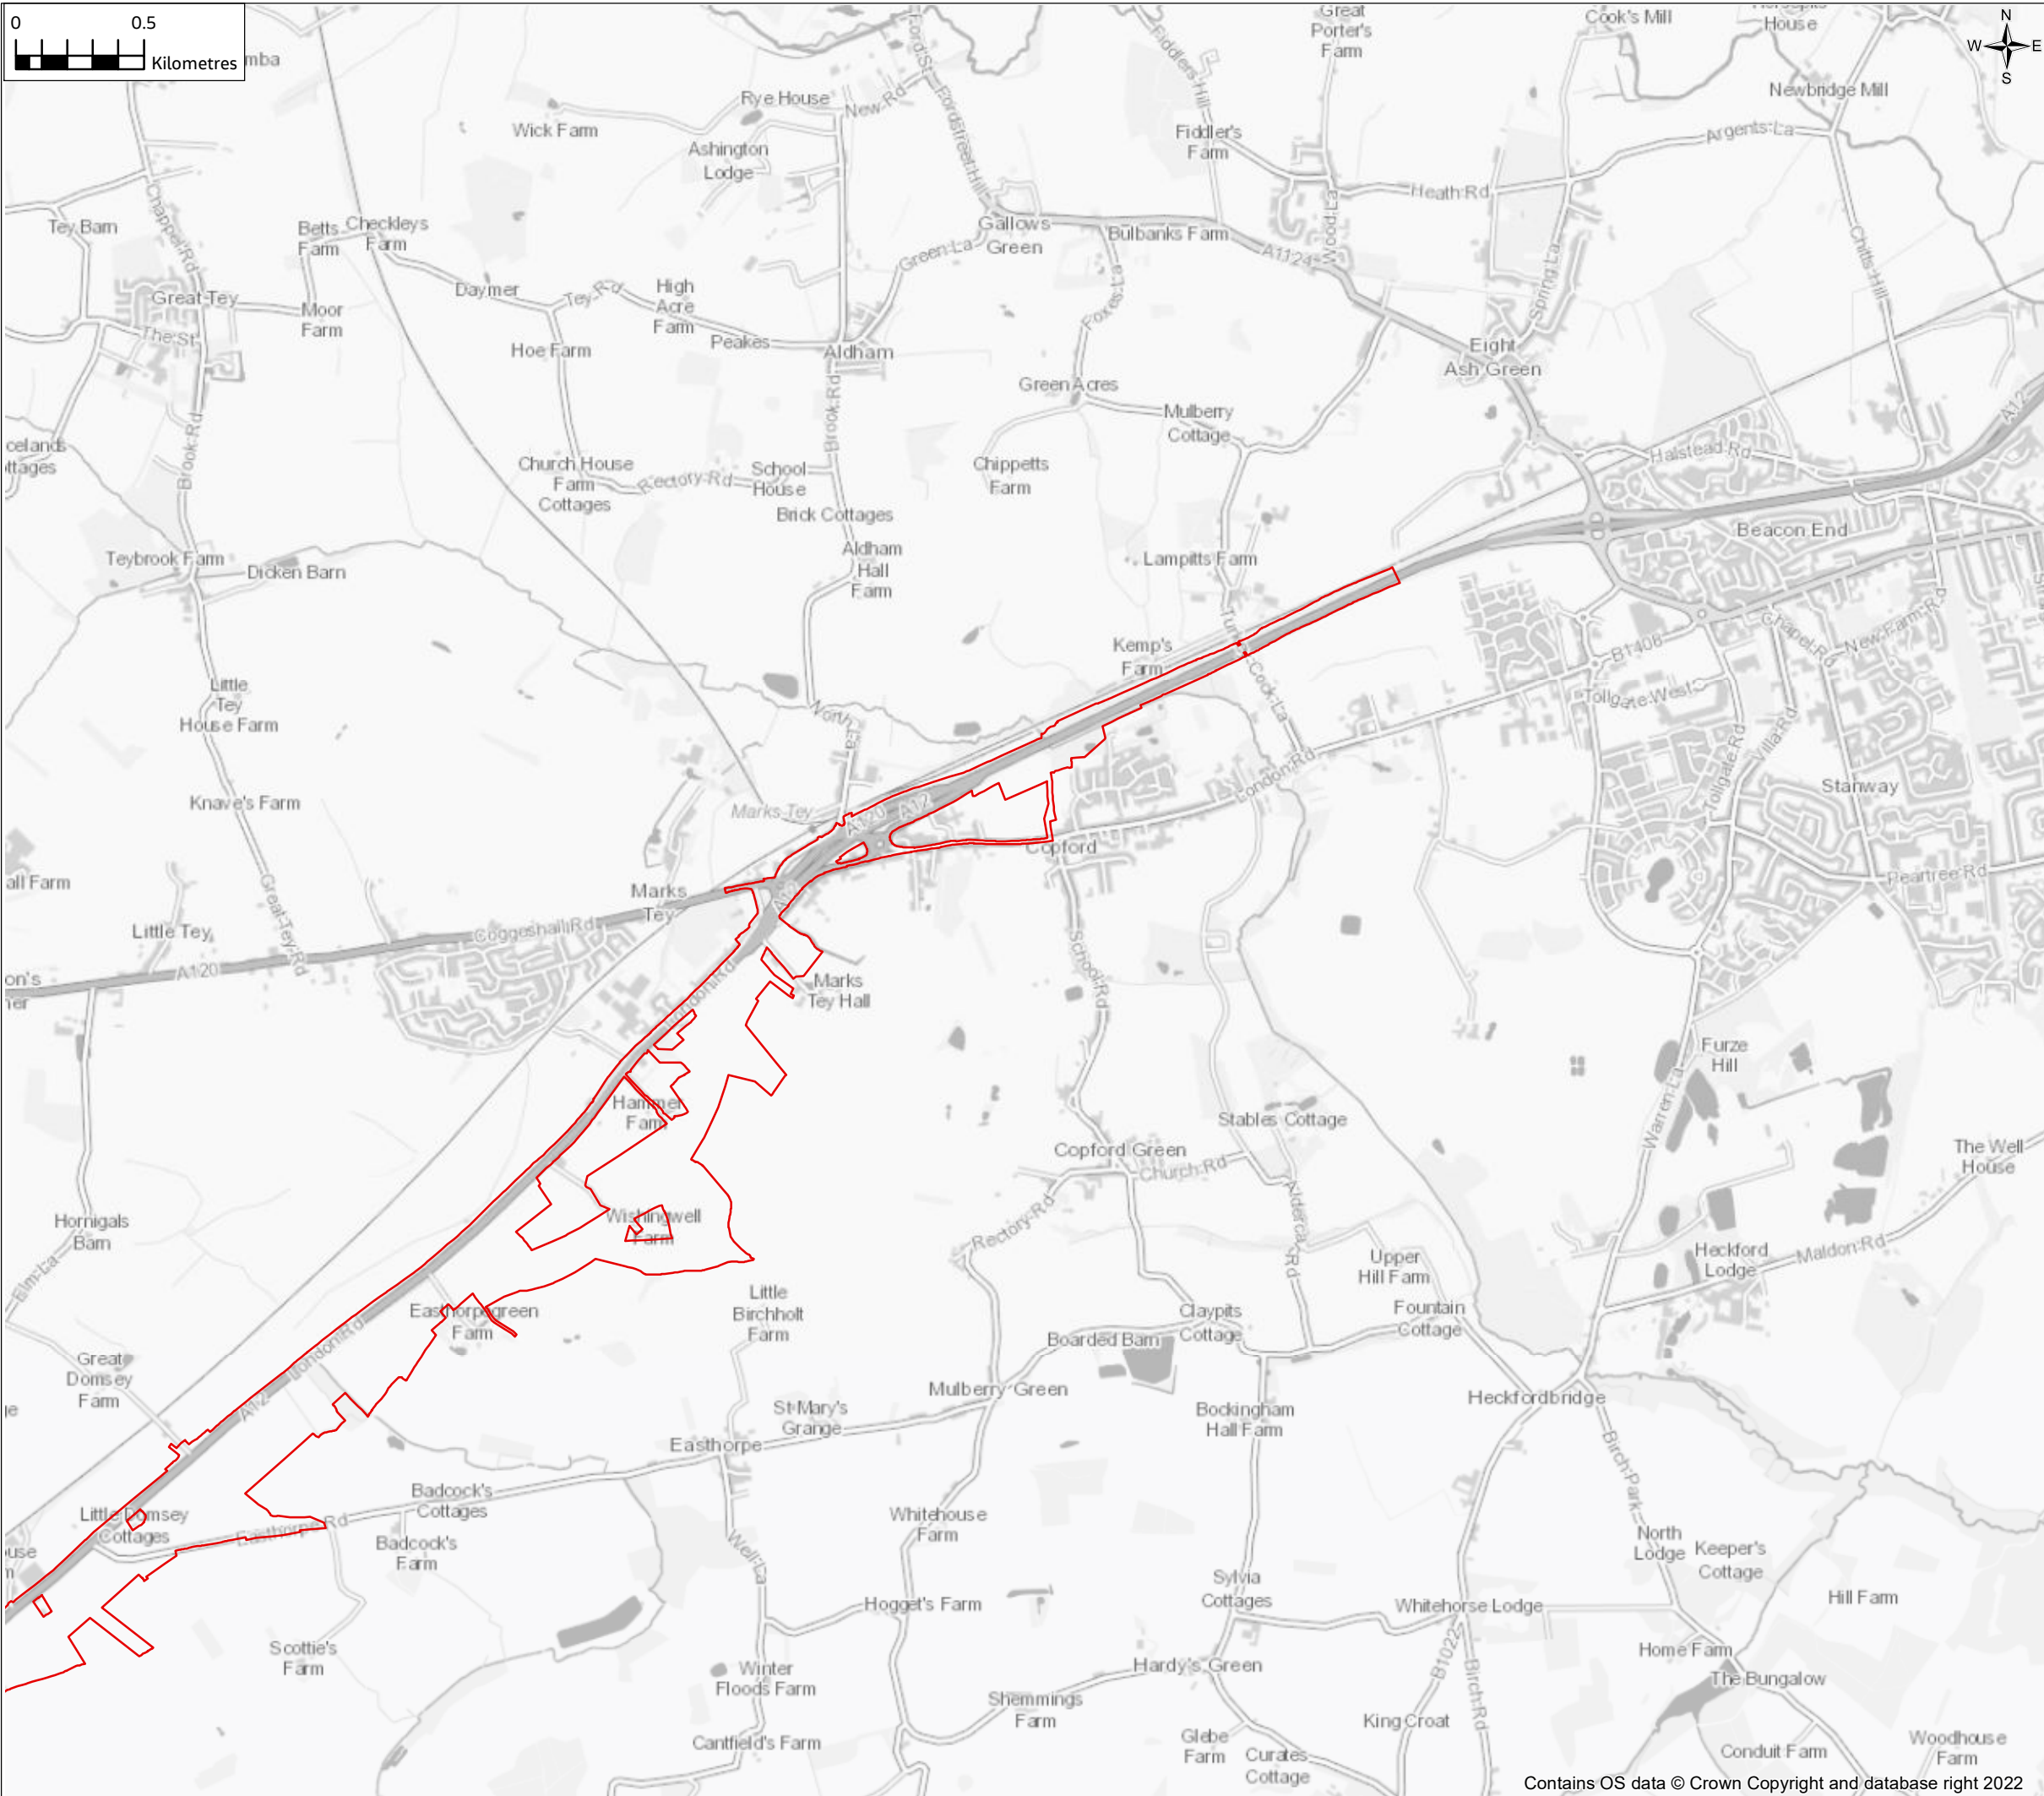 0 0.5
Kilometres
N
W E
S
Great
Porter's
Farm
Cook's Mill
House
Newbridge Mill
Argents La
Fiddlers Hill
Ford St
Fordstreet Hill
New Rd
Rye House
Wick Farm
Ashington
Lodge
Fiddler's
Farm
Heath Rd
Wood La
Spring La
Chitts Hill
Chapel Rd
Tey Barn
Betts
Farm
Checkleys
Farm
Gallows
Green
Green La
Bulbanks Farm
A1124
Foxes La
Great Tey
The St
Moor
Farm
Daymer
Tey Rd
High
Acre
Farm
Hoe Farm
Peakes
Aldham
Eight
Ash Green
Green Acres
Mulberry
Cottage
Brook Rd
Brook Rd
A12
Church House
Farm
Cottages
Rectory Rd
School
House
Chippetts
Farm
Halstead Rd
Brick Cottages
Beacon End
Aldham
Hall
Farm
Lampitts Farm
Teybrook Farm
Dicken Barn
Kemp's
Farm
Cock La
B1408
Chapel Rd
New Farm Rd
Tollgate West
Tollgate Rd
Villa Rd
Little
Tey
House Farm
North La
Stanway
Knave's Farm
Marks Tey
A120
A12
London Rd
Copford
Peartree Rd
all Farm
Marks
Tey
A12
Little Tey
Great Tey Rd
Coggeshall Rd
A120
School Rd
London Rd
Marks
Tey Hall
Furze
Hill
Hammer
Farm
Warren La
Stables Cottage
Copford Green
Church Rd
The Well
House
Alderca Rd
Hornigals
Barn
Wishingwell
Farm
Rectory Rd
Elm La
Upper
Hill Farm
Heckford
Lodge
Maldon Rd
Easthorpegreen
Farm
Little
Birchholt
Farm
Claypits
Cottage
Fountain
Cottage
Boarded Barn
London Rd
Great
Domsey
Farm
A12
Mulberry Green
Heckfordbridge
St Mary's
Grange
Bockingham
Hall Farm
Easthorpe
Birch Park
Badcock's
Cottages
Little Domsey
Cottages
Easthorpe Rd
Badcock's
Farm
Whitehouse
Farm
Well La
North
Lodge
Keeper's
Cottage
Sylvia
Cottages
Hogget's Farm
Whitehorse Lodge
Hill Farm
Scottie's
Farm
Winter
Floods Farm
Hardy's Green
B1022
Birch Rd
Home Farm
The Bungalow
Shemmings
Farm
Cantfield's Farm
Glebe
Farm
Curates
Cottage
King Croat
Conduit Farm
Woodhouse
Farm
Contains OS data © Crown Copyright and database right 2022